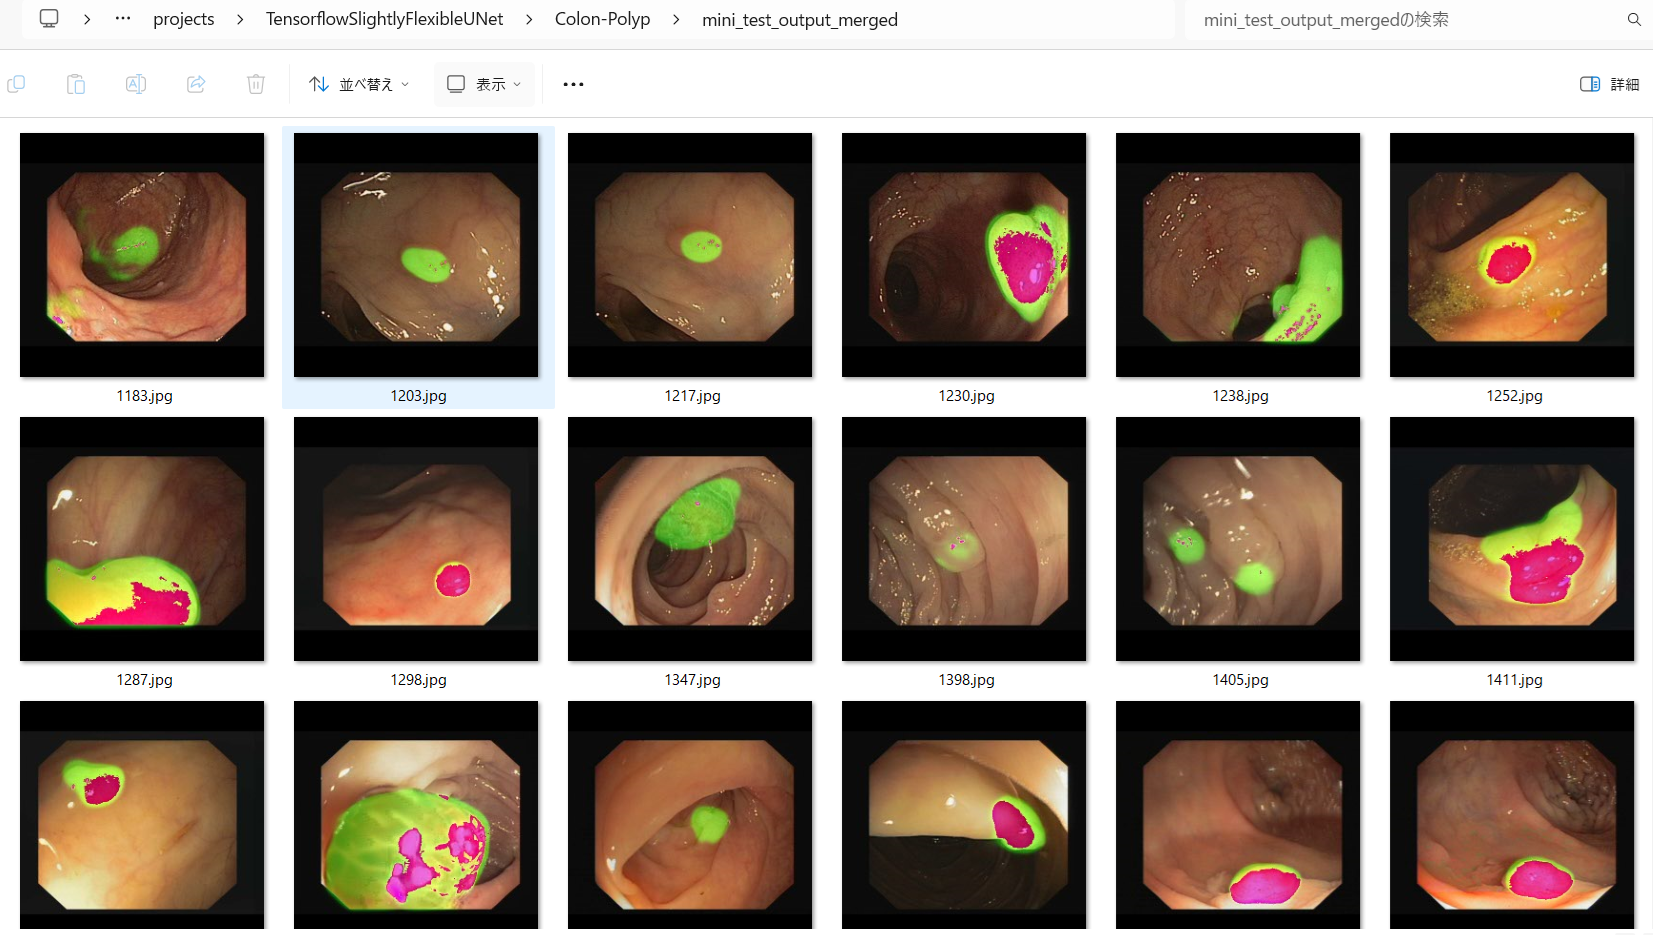 projects > TensorflowSlightlyFlexibleUNet > Colon-Polyp > mini_test_output_merged
mini_test_output_mergedの検索
並べ替え
表示
詳細
1183.jpg
1203.jpg
1217.jpg
1230.jpg
1238.jpg
1252.jpg
1287.jpg
1298.jpg
1347.jpg
1398.jpg
1405.jpg
1411.jpg